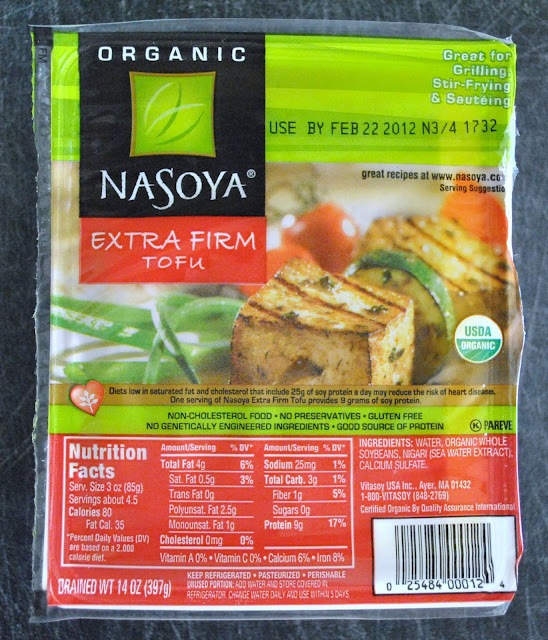 ORGANIC
NASOYA®
EXTRA FIRM
TOFU
Great for
Grilling,
Stir-Frying
& Sautéing
USE BY FEB 22 2012 N3/4 1732
great recipes at www.nasoya.co
Serving Suggestio
USDA
ORGANIC
Diets low in saturated fat and cholesterol that include 25g of soy protein a day may reduce the risk of heart disease.
One serving of Nasoya Extra Firm Tofu provides 9 grams of soy protein.
NON-CHOLESTEROL FOOD • NO PRESERVATIVES • GLUTEN FREE
NO GENETICALLY ENGINEERED INGREDIENTS • GOOD SOURCE OF PROTEIN
K PAREVE
Nutrition
Facts
Serv. Size 3 oz (85g)
Servings about 4.5
Calories 80
Fat Cal. 35
*Percent Daily Values (DV)
are based on a 2,000
calorie diet.
Amount/Serving % DV*
Total Fat 4g 6%
Sat. Fat 0.5g 3%
Trans Fat 0g
Polyunsat. Fat 2.5g
Monounsat. Fat 1g
Cholesterol 0mg 0%
Amount/Serving % DV*
Sodium 25mg 1%
Total Carb. 3g 1%
Fiber 1g 5%
Sugars 0g
Protein 9g 17%
Vitamin A 0% • Vitamin C 0% • Calcium 6% • Iron 8%
INGREDIENTS: WATER, ORGANIC WHOLE
SOYBEANS, NIGARI (SEA WATER EXTRACT),
CALCIUM SULFATE.
Vitasoy USA Inc., Ayer, MA 01432
1-800-VITASOY (848-2769)
Certified Organic By Quality Assurance International
DRAINED WT 14 OZ (397g)
KEEP REFRIGERATED • PASTEURIZED • PERISHABLE
UNUSED PORTION: ADD WATER AND STORE COVERED IN
REFRIGERATOR. CHANGE WATER DAILY AND USE WITHIN 5 DAYS
0 25484 00012 4